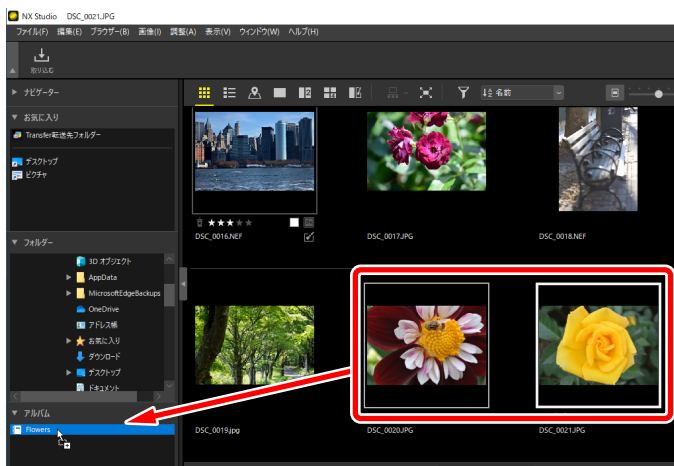 NX Studio DSC_0021.JPG
ファイル(F) 編集(E) ブラウザー(B) 画像(I) 調整(A) 表示(V) ウィンドウ(W) ヘルプ(H)
取り込む
ナビゲーター
名前
お気に入り
Transfer転送先フォルダー
デスクトップ
ピクチャ
DSC_0016.NEF
DSC_0017.JPG
DSC_0018.NEF
フォルダー
3D オブジェクト
AppData
MicrosoftEdgeBackups
OneDrive
アドレス帳
お気に入り
ダウンロード
デスクトップ
ドキュメント
アルバム
Flowers
DSC_0019.jpg
DSC_0020.JPG
DSC_0021.JPG